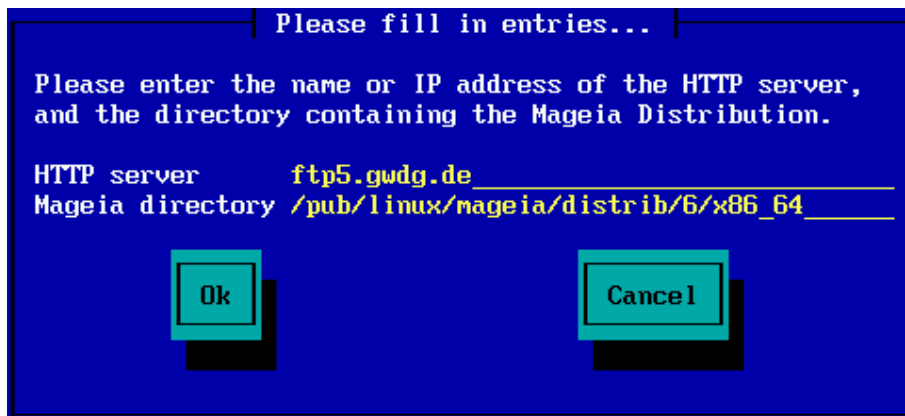 Please fill in entries...
Please enter the name or IP address of the HTTP server,
and the directory containing the Mageia Distribution.
HTTP server ftp5.gwdg.de
Mageia directory /pub/linux/mageia/distrib/6/x86_64
Ok Cancel